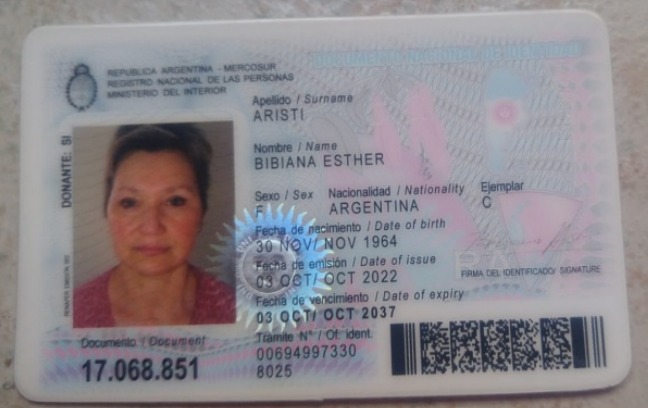 REPUBLICA ARGENTINA - MERCOSUR
REGISTRO NACIONAL DE LAS PERSONAS
MINISTERIO DEL INTERIOR
DOCUMENTO NACIONAL DE IDENTIDAD
Apellido / Surname
ARISTI
Nombre / Name
BIBIANA ESTHER
Sexo / Sex Nacionalidad / Nationality Ejemplar
F ARGENTINA C
Fecha de nacimiento / Date of birth
30 NOV/ NOV 1964
Fecha de emisión / Date of issue
03 OCT/ OCT 2022
FIRMA DEL IDENTIFICADO/ SIGNATURE
Fecha de vencimiento / Date of expiry
03 OCT/ OCT 2037
Trámite N° / Of. ident.
00694997330
8025
DONANTE: SI
Documento / Document
17.068.851